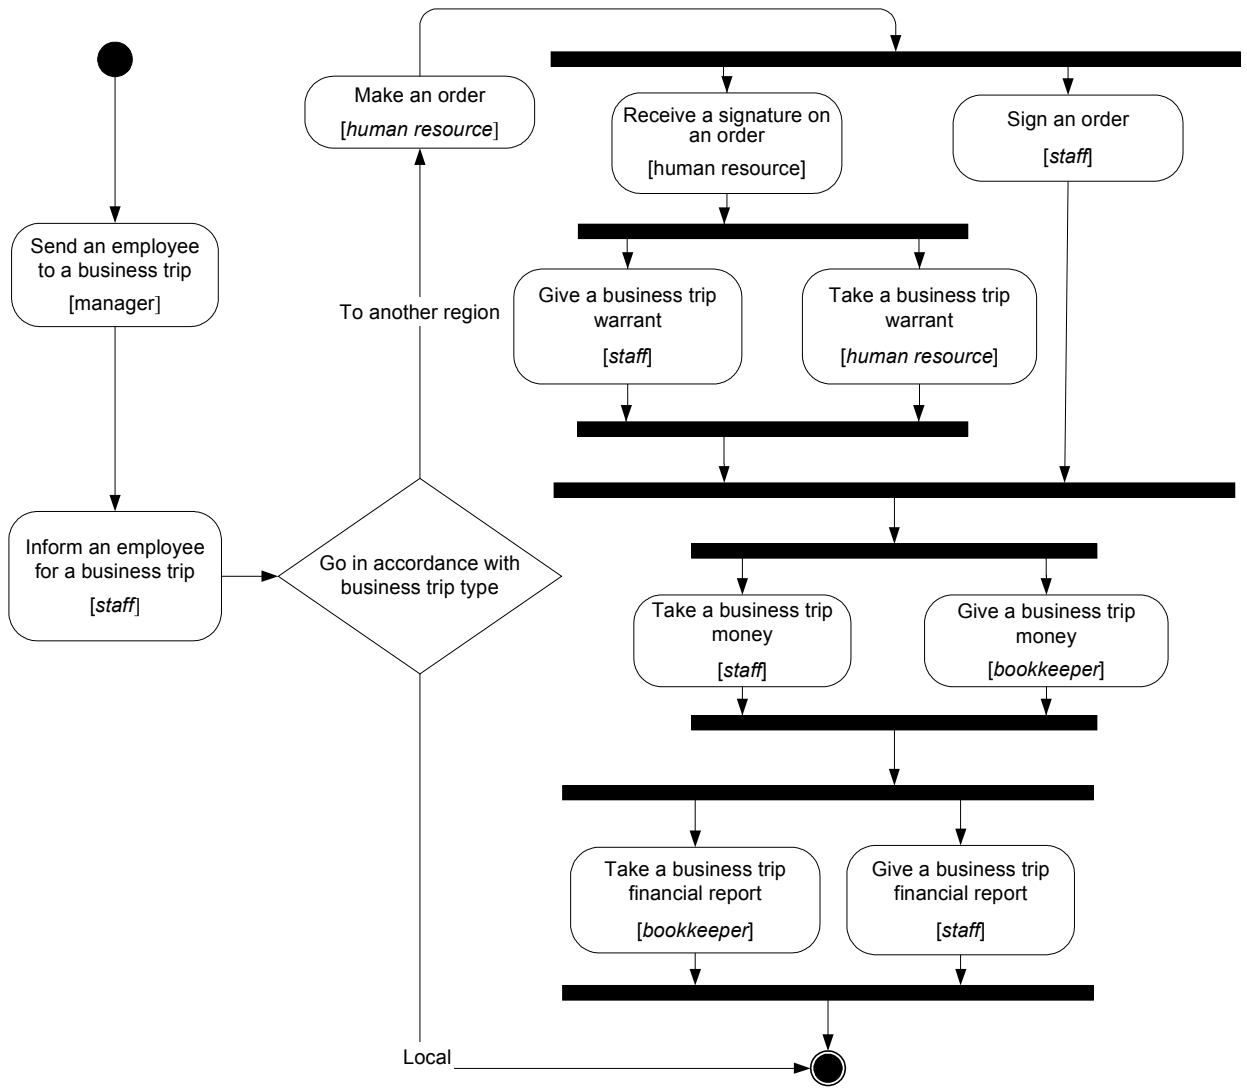 Make an order
[human resource]
Receive a signature on
an order
[human resource]
Sign an order
[staff]
Send an employee
to a business trip
[manager]
To another region
Give a business trip
warrant
[staff]
Take a business trip
warrant
[human resource]
Inform an employee
for a business trip
[staff]
Go in accordance with
business trip type
Take a business trip
money
[staff]
Give a business trip
money
[bookkeeper]
Take a business trip
financial report
[bookkeeper]
Give a business trip
financial report
[staff]
Local